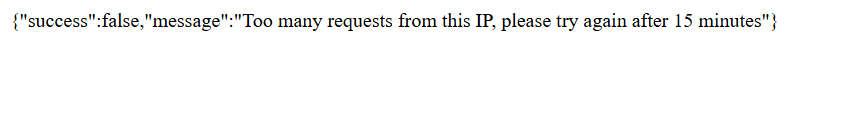 {"success":false,"message":"Too many requests from this IP, please try again after 15 minutes"}